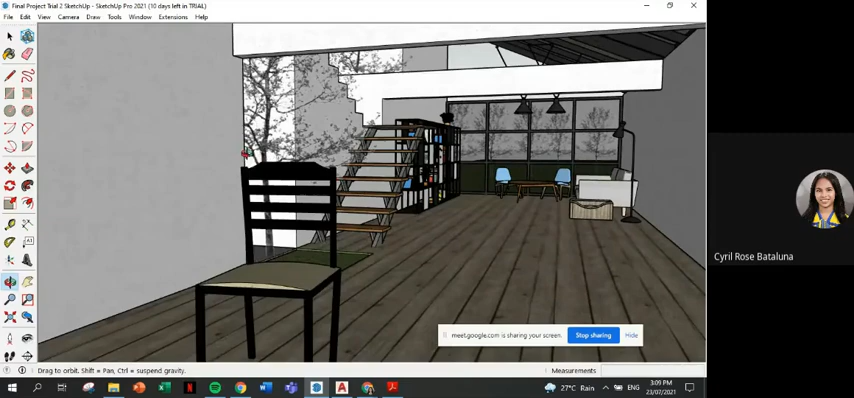 Final Project Trial 2 SketchUp - SketchUp Pro 2021 (10 days left in TRIAL)
File Edit View Camera Draw Tools Window Extensions Help
Cyril Rose Bataluna
meet.google.com is sharing your screen. Stop sharing Hide
Drag to orbit. Shift = Pan, Ctrl = suspend gravity. Measurements
27°C Rain ENG 3:09 PM
23/07/2021